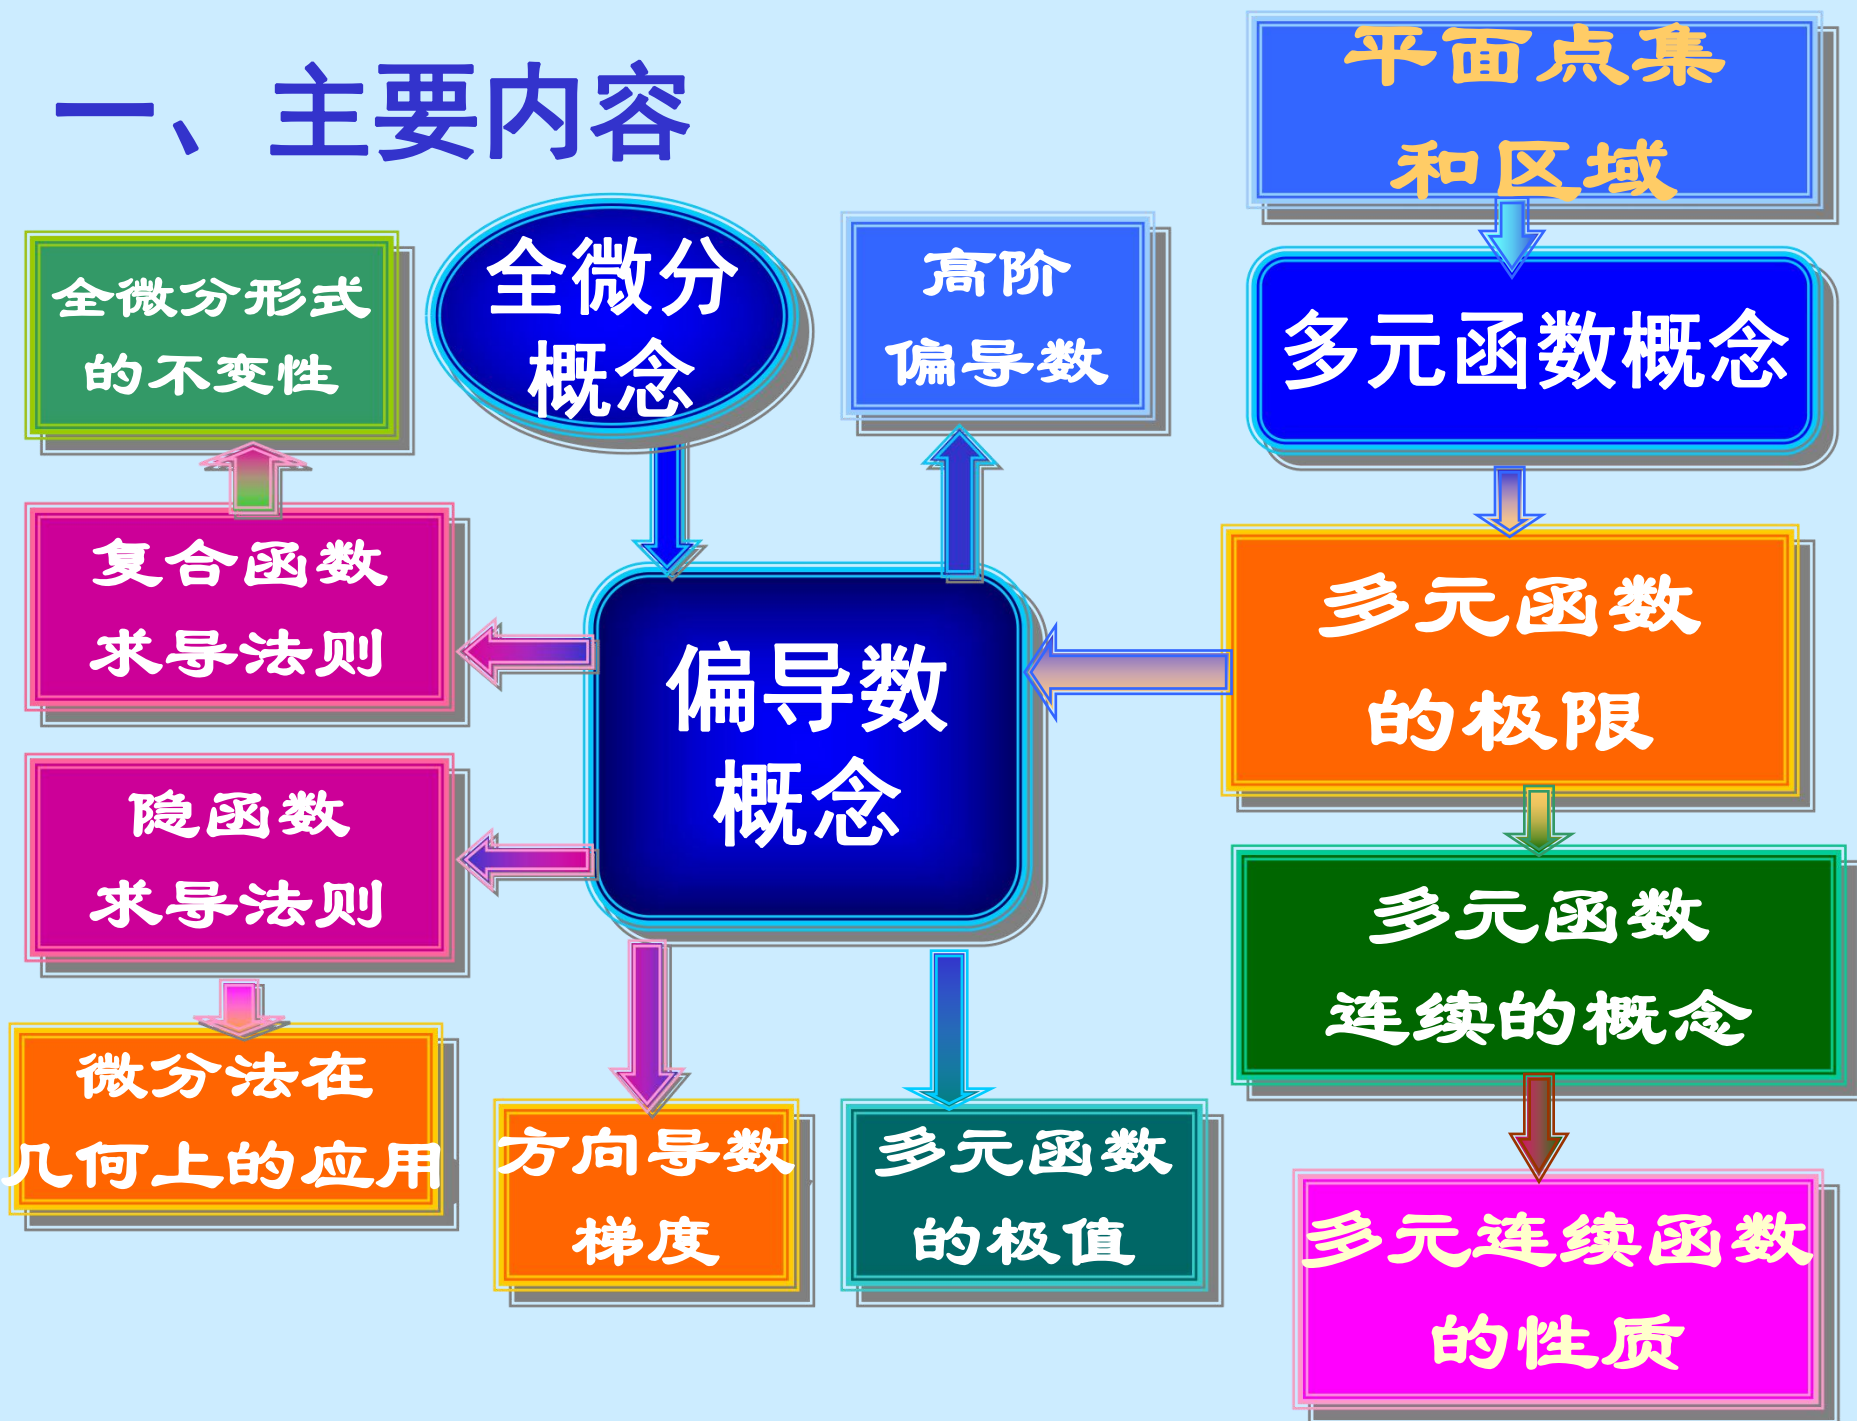 一、主要内容
平面点集
和区域
全微分形式
的不变性
全微分
概念
高阶
偏导数
多元函数概念
复合函数
求导法则
偏导数
概念
多元函数
的极限
隐函数
求导法则
多元函数
连续的概念
微分法在
几何上的应用
方向导数
梯度
多元函数
的极值
多元连续函数
的性质